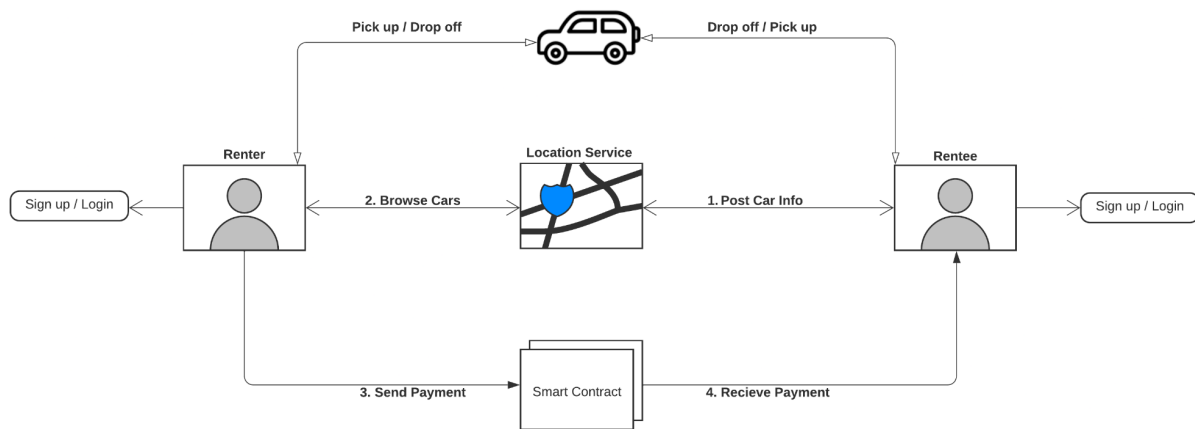 Pick up / Drop off
Drop off / Pick up
Renter
Location Service
Rentee
Sign up / Login
2. Browse Cars
1. Post Car Info
Sign up / Login
3. Send Payment
Smart Contract
4. Recieve Payment